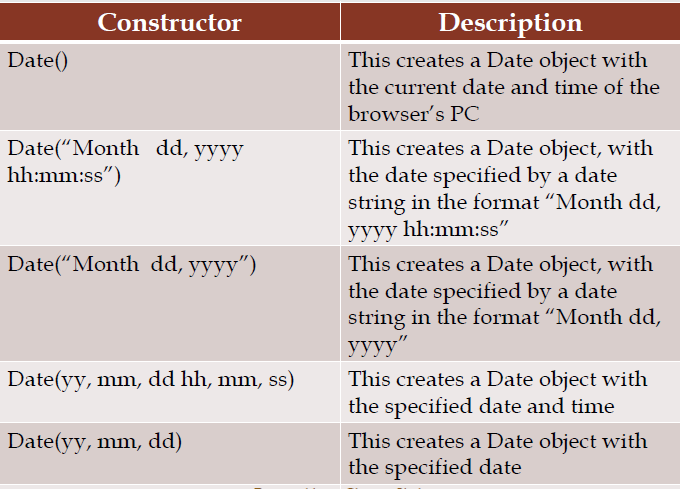 Constructor
Description
Date()
This creates a Date object with
the current date and time of the
browser’s PC
Date(“Month dd, yyyy
hh:mm:ss”)
This creates a Date object, with
the date specified by a date
string in the format “Month dd,
yyyy hh:mm:ss”
Date(“Month dd, yyyy”)
This creates a Date object, with
the date specified by a date
string in the format “Month dd,
yyyy”
Date(yy, mm, dd hh, mm, ss)
This creates a Date object with
the specified date and time
Date(yy, mm, dd)
This creates a Date object with
the specified date